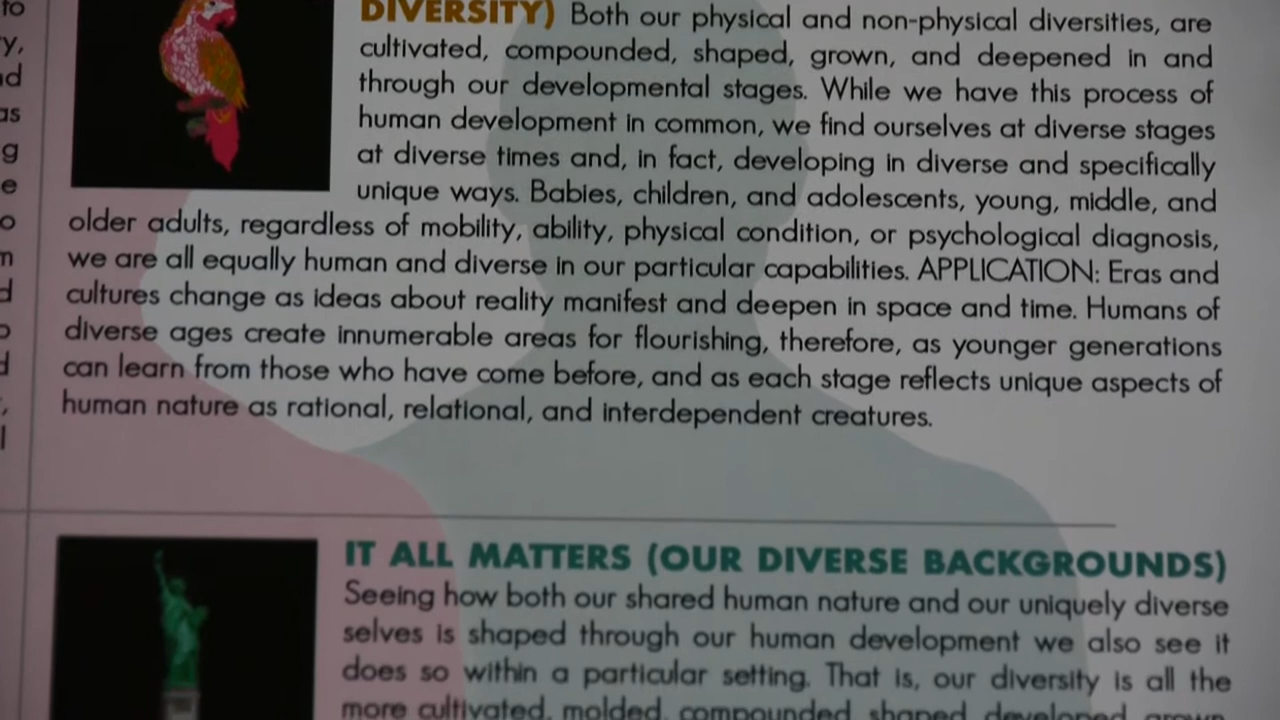 to
y,
d
as
g
e
o
m
d
o
d
,
l
DIVERSITY) Both our physical and non-physical diversities, are
cultivated, compounded, shaped, grown, and deepened in and
through our developmental stages. While we have this process of
human development in common, we find ourselves at diverse stages
at diverse times and, in fact, developing in diverse and specifically
unique ways. Babies, children, and adolescents, young, middle, and
older adults, regardless of mobility, ability, physical condition, or psychological diagnosis,
we are all equally human and diverse in our particular capabilities. APPLICATION: Eras and
cultures change as ideas about reality manifest and deepen in space and time. Humans of
diverse ages create innumerable areas for flourishing, therefore, as younger generations
can learn from those who have come before, and as each stage reflects unique aspects of
human nature as rational, relational, and interdependent creatures.
IT ALL MATTERS (OUR DIVERSE BACKGROUNDS)
Seeing how both our shared human nature and our uniquely diverse
selves is shaped through our human development we also see it
does so within a particular setting. That is, our diversity is all the
more cultivated, molded, compounded, shaped, developed, grown,